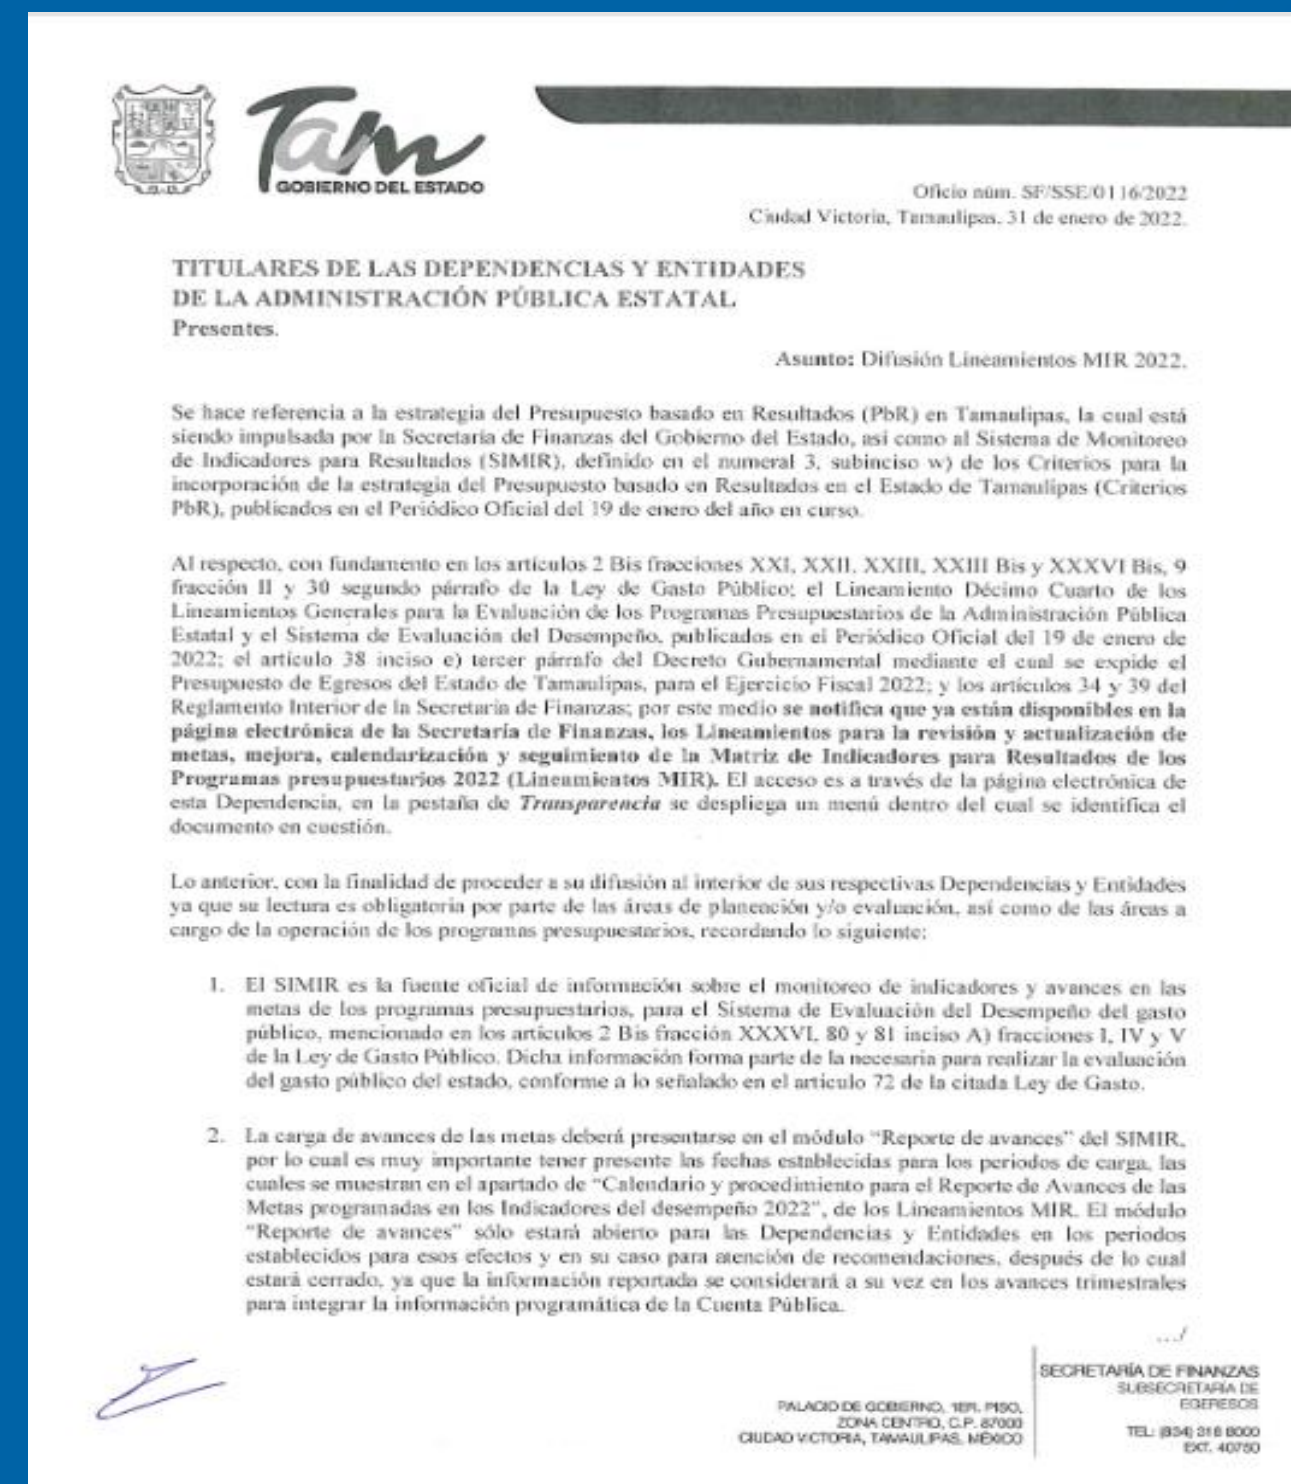 Tam
GOBIERNO DEL ESTADO
Oficio núm. SF/SSE/0116/2022
Ciudad Victoria, Tamaulipas, 31 de enero de 2022.
TITULARES DE LAS DEPENDENCIAS Y ENTIDADES
DE LA ADMINISTRACIÓN PÚBLICA ESTATAL
Presentes.
Asunto: Difusión Lineamientos MIR 2022.
Se hace referencia a la estrategia del Presupuesto basado en Resultados (PbR) en Tamaulipas, la cual está
siendo impulsada por la Secretaría de Finanzas del Gobierno del Estado, así como al Sistema de Monitoreo
de Indicadores para Resultados (SIMIR), definido en el numeral 3, subinciso w) de los Criterios para la
incorporación de la estrategia del Presupuesto basado en Resultados en el Estado de Tamaulipas (Criterios
PbR), publicados en el Periódico Oficial del 19 de enero del año en curso.
Al respecto, con fundamento en los artículos 2 Bis fracciones XXI, XXII, XXIII, XXIII Bis y XXXVI Bis, 9
fracción II y 30 segundo párrafo de la Ley de Gasto Público; el Lineamiento Décimo Cuarto de los
Lineamientos Generales para la Evaluación de los Programas Presupuestarios de la Administración Pública
Estatal y el Sistema de Evaluación del Desempeño, publicados en el Periódico Oficial del 19 de enero de
2022; el artículo 38 inciso e) tercer párrafo del Decreto Gubernamental mediante el cual se expide el
Presupuesto de Egresos del Estado de Tamaulipas, para el Ejercicio Fiscal 2022; y los artículos 34 y 39 del
Reglamento Interior de la Secretaría de Finanzas; por este medio se notifica que ya están disponibles en la
página electrónica de la Secretaría de Finanzas, los Lineamientos para la revisión y actualización de
metas, mejora, calendarización y seguimiento de la Matriz de Indicadores para Resultados de los
Programas presupuestarios 2022 (Lineamientos MIR). El acceso es a través de la página electrónica de
esta Dependencia, en la pestaña de Transparencia se despliega un menú dentro del cual se identifica el
documento en cuestión.
Lo anterior, con la finalidad de proceder a su difusión al interior de sus respectivas Dependencias y Entidades
ya que su lectura es obligatoria por parte de las áreas de planeación y/o evaluación, así como de las áreas a
cargo de la operación de los programas presupuestarios, recordando lo siguiente:
1. El SIMIR es la fuente oficial de información sobre el monitoreo de indicadores y avances en las
metas de los programas presupuestarios, para el Sistema de Evaluación del Desempeño del gasto
público, mencionado en los artículos 2 Bis fracción XXXVI, 80 y 81 inciso A) fracciones I, IV y V
de la Ley de Gasto Público. Dicha información forma parte de la necesaria para realizar la evaluación
del gasto público del estado, conforme a lo señalado en el artículo 72 de la citada Ley de Gasto.
2. La carga de avances de las metas deberá presentarse en el módulo “Reporte de avances” del SIMIR,
por lo cual es muy importante tener presente las fechas establecidas para los periodos de carga, las
cuales se muestran en el apartado de “Calendario y procedimiento para el Reporte de Avances de las
Metas programadas en los Indicadores del desempeño 2022”, de los Lineamientos MIR. El módulo
“Reporte de avances” sólo estará abierto para las Dependencias y Entidades en los periodos
establecidos para esos efectos y en su caso para atención de recomendaciones, después de lo cual
estará cerrado, ya que la información reportada se considerará a su vez en los avances trimestrales
para integrar la información programática de la Cuenta Pública.
.../
PALACIO DE GOBIERNO, 1ER. PISO,
ZONA CENTRO, C.P. 87000
CIUDAD VICTORIA, TAMAULIPAS, MÉXICO
SECRETARÍA DE FINANZAS
SUBSECRETARÍA DE
EGRESOS
TEL: (834) 318 8000
EXT. 40750